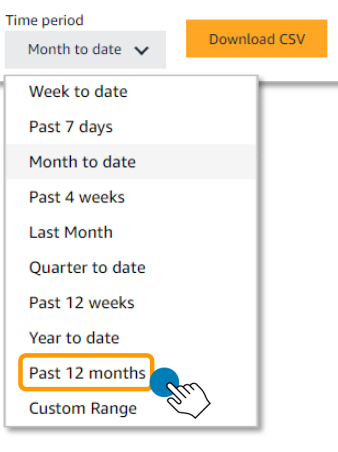 Time period
Month to date
Download CSV
Week to date
Past 7 days
Month to date
Past 4 weeks
Last Month
Quarter to date
Past 12 weeks
Year to date
Past 12 months
Custom Range